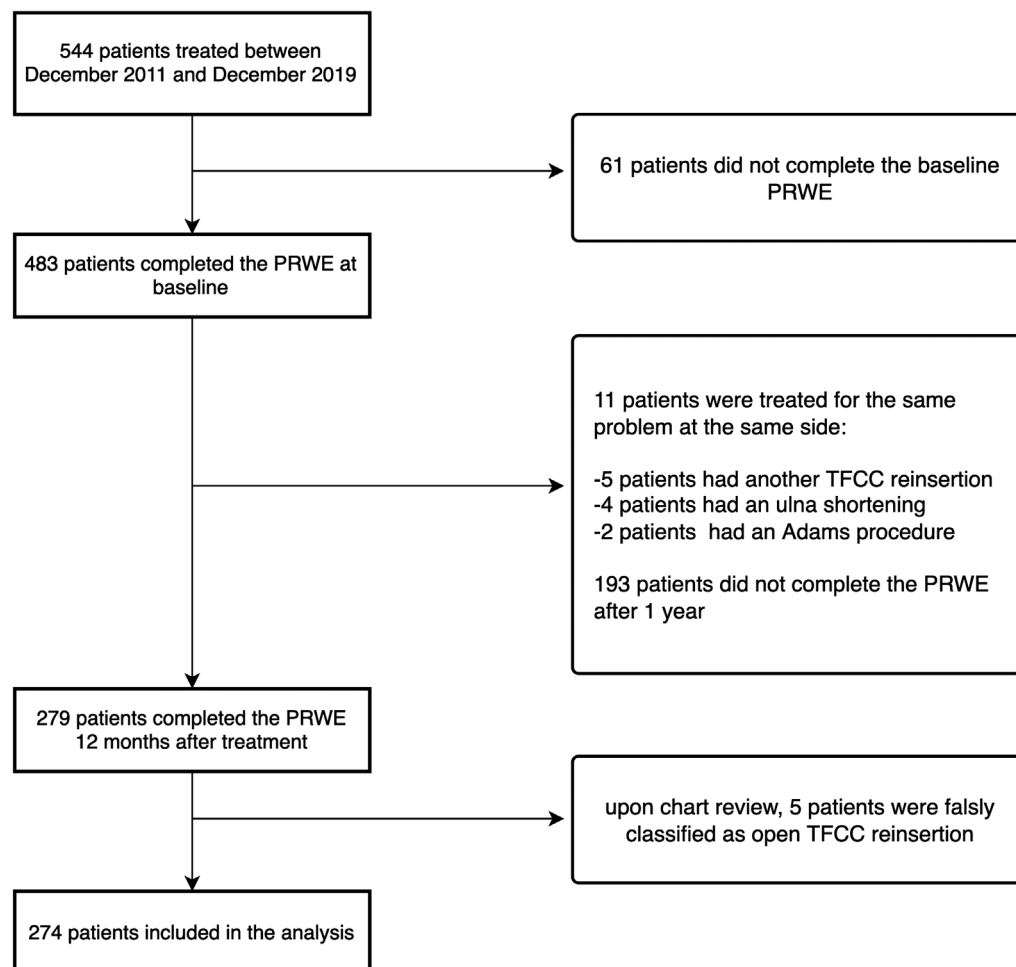 544 patients treated between
December 2011 and December 2019
61 patients did not complete the baseline
PRWE
483 patients completed the PRWE at
baseline
11 patients were treated for the same
problem at the same side:
-5 patients had another TFCC reinsertion
-4 patients had an ulna shortening
-2 patients  had an Adams procedure
193 patients did not complete the PRWE
after 1 year
279 patients completed the PRWE
12 months after treatment
upon chart review, 5 patients were falsly
classified as open TFCC reinsertion
274 patients included in the analysis